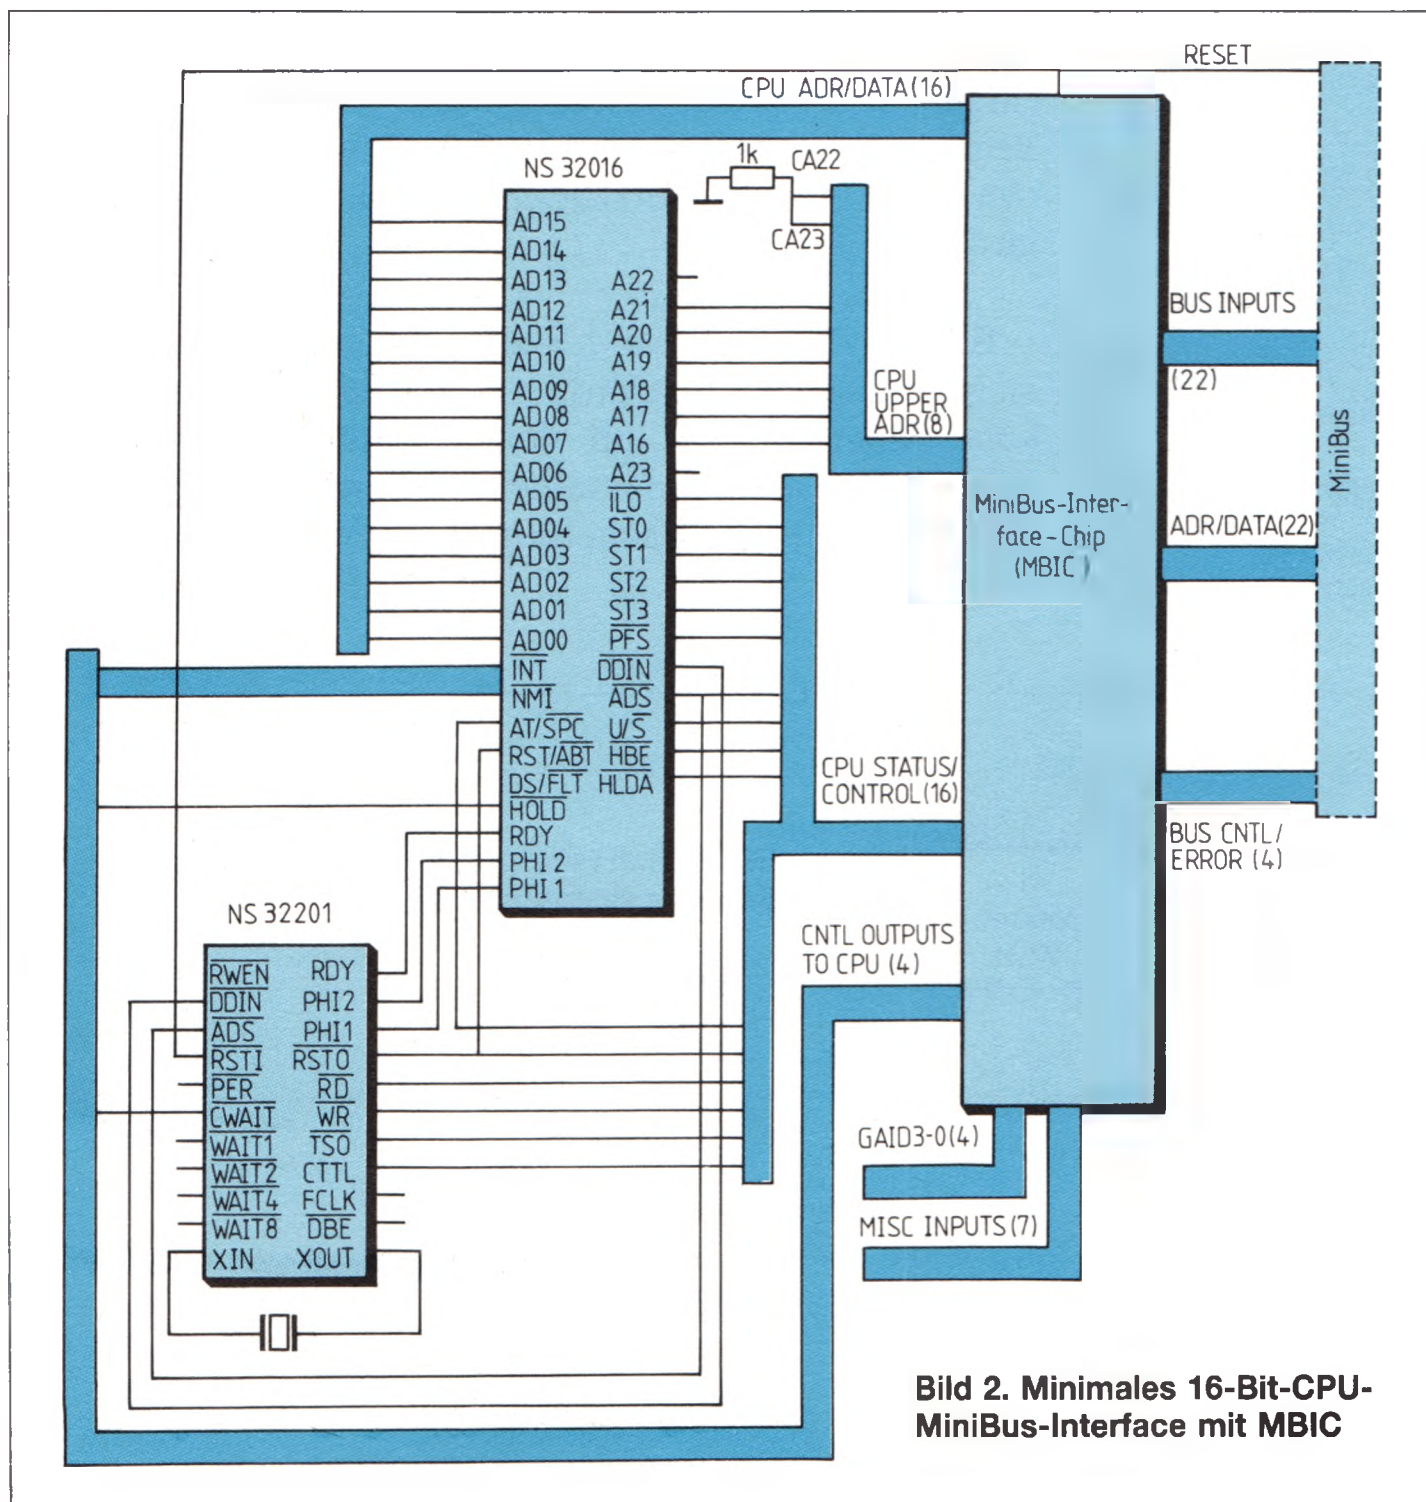 RESET
CPU ADR/DATA(16)
NS 32016
1k
CA22
CA23
AD15
AD14
AD13
AD12
AD11
AD10
AD09
AD08
AD07
AD06
AD05
AD04
AD03
AD02
AD01
AD00
INT
NMI
AT/SPC
RST/ABT
DS/FLT
HOLD
RDY
PHI 2
PHI 1
A22
A21
A20
A19
A18
A17
A16
A23
ILO
ST0
ST1
ST2
ST3
PFS
DDIN
ADS
U/S
HBE
HLDA
CPU
UPPER
ADR(8)
MiniBus-Inter-
face-Chip
(MBIC)
BUS INPUTS
(22)
ADR/DATA(22)
MiniBus
BUS CNTL/
ERROR (4)
CPU STATUS/
CONTROL(16)
CNTL OUTPUTS
TO CPU (4)
GAID3-0(4)
MISC INPUTS(7)
NS 32201
RWEN
DDIN
ADS
RSTI
PER
CWAIT
WAIT1
WAIT2
WAIT4
WAIT8
XIN
RDY
PHI2
PHI1
RSTO
RD
WR
TSO
CTTL
FCLK
DBE
XOUT
Bild 2. Minimales 16-Bit-CPU-
MiniBus-Interface mit MBIC